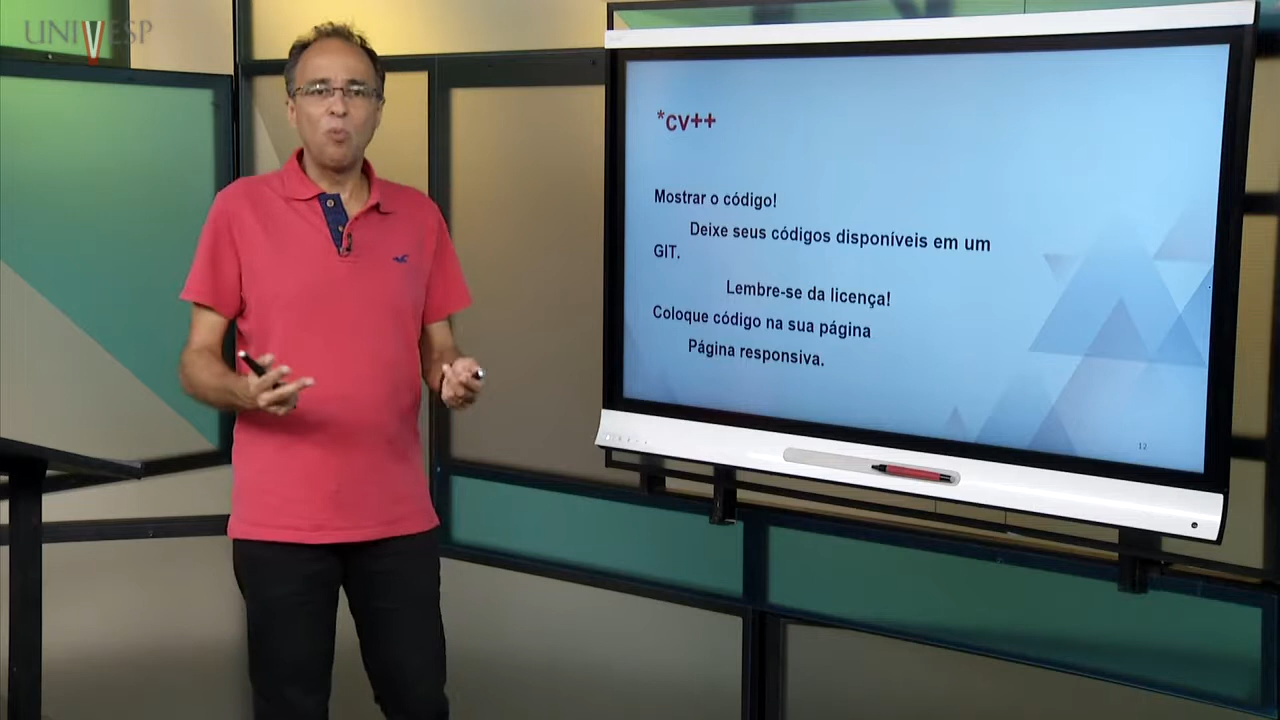 UNIVESP
*cv++
Mostrar o código!
Deixe seus códigos disponíveis em um
GIT.
Lembre-se da licença!
Coloque código na sua página
Página responsiva.
12